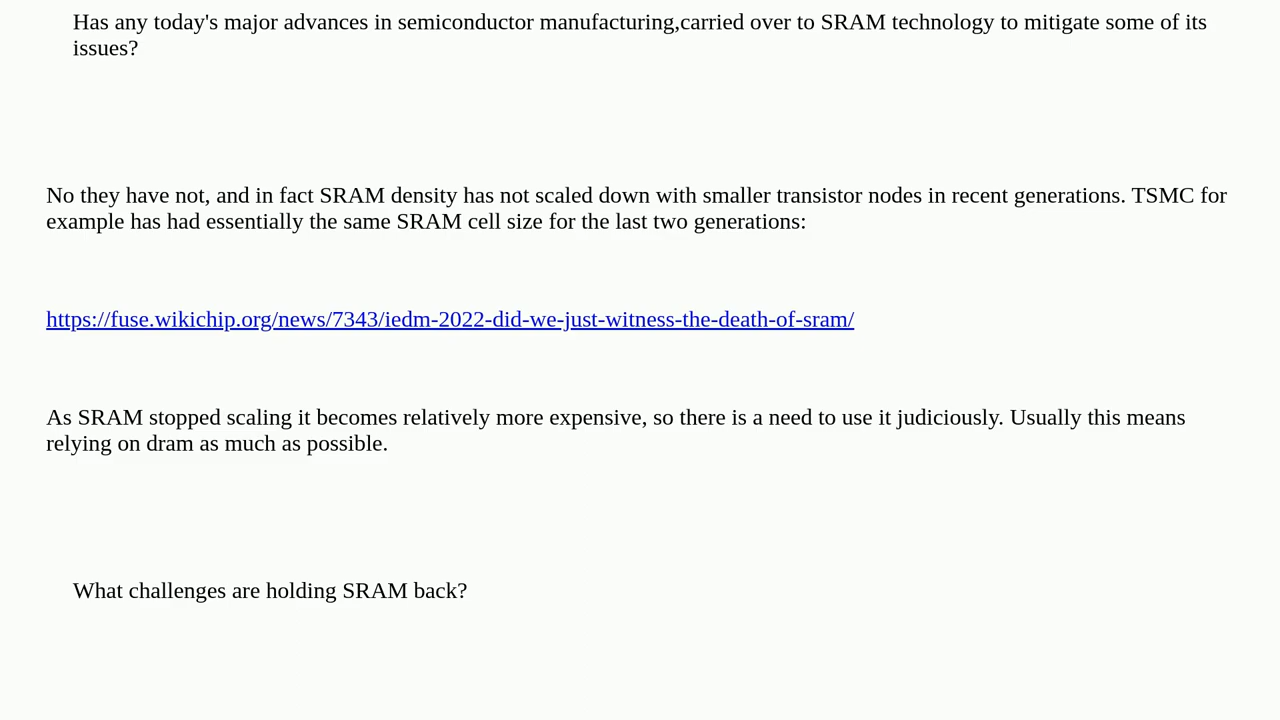 Has any today's major advances in semiconductor manufacturing,carried over to SRAM technology to mitigate some of its
issues?
No they have not, and in fact SRAM density has not scaled down with smaller transistor nodes in recent generations. TSMC for
example has had essentially the same SRAM cell size for the last two generations:
https://fuse.wikichip.org/news/7343/iedm-2022-did-we-just-witness-the-death-of-sram/
As SRAM stopped scaling it becomes relatively more expensive, so there is a need to use it judiciously. Usually this means
relying on dram as much as possible.
What challenges are holding SRAM back?